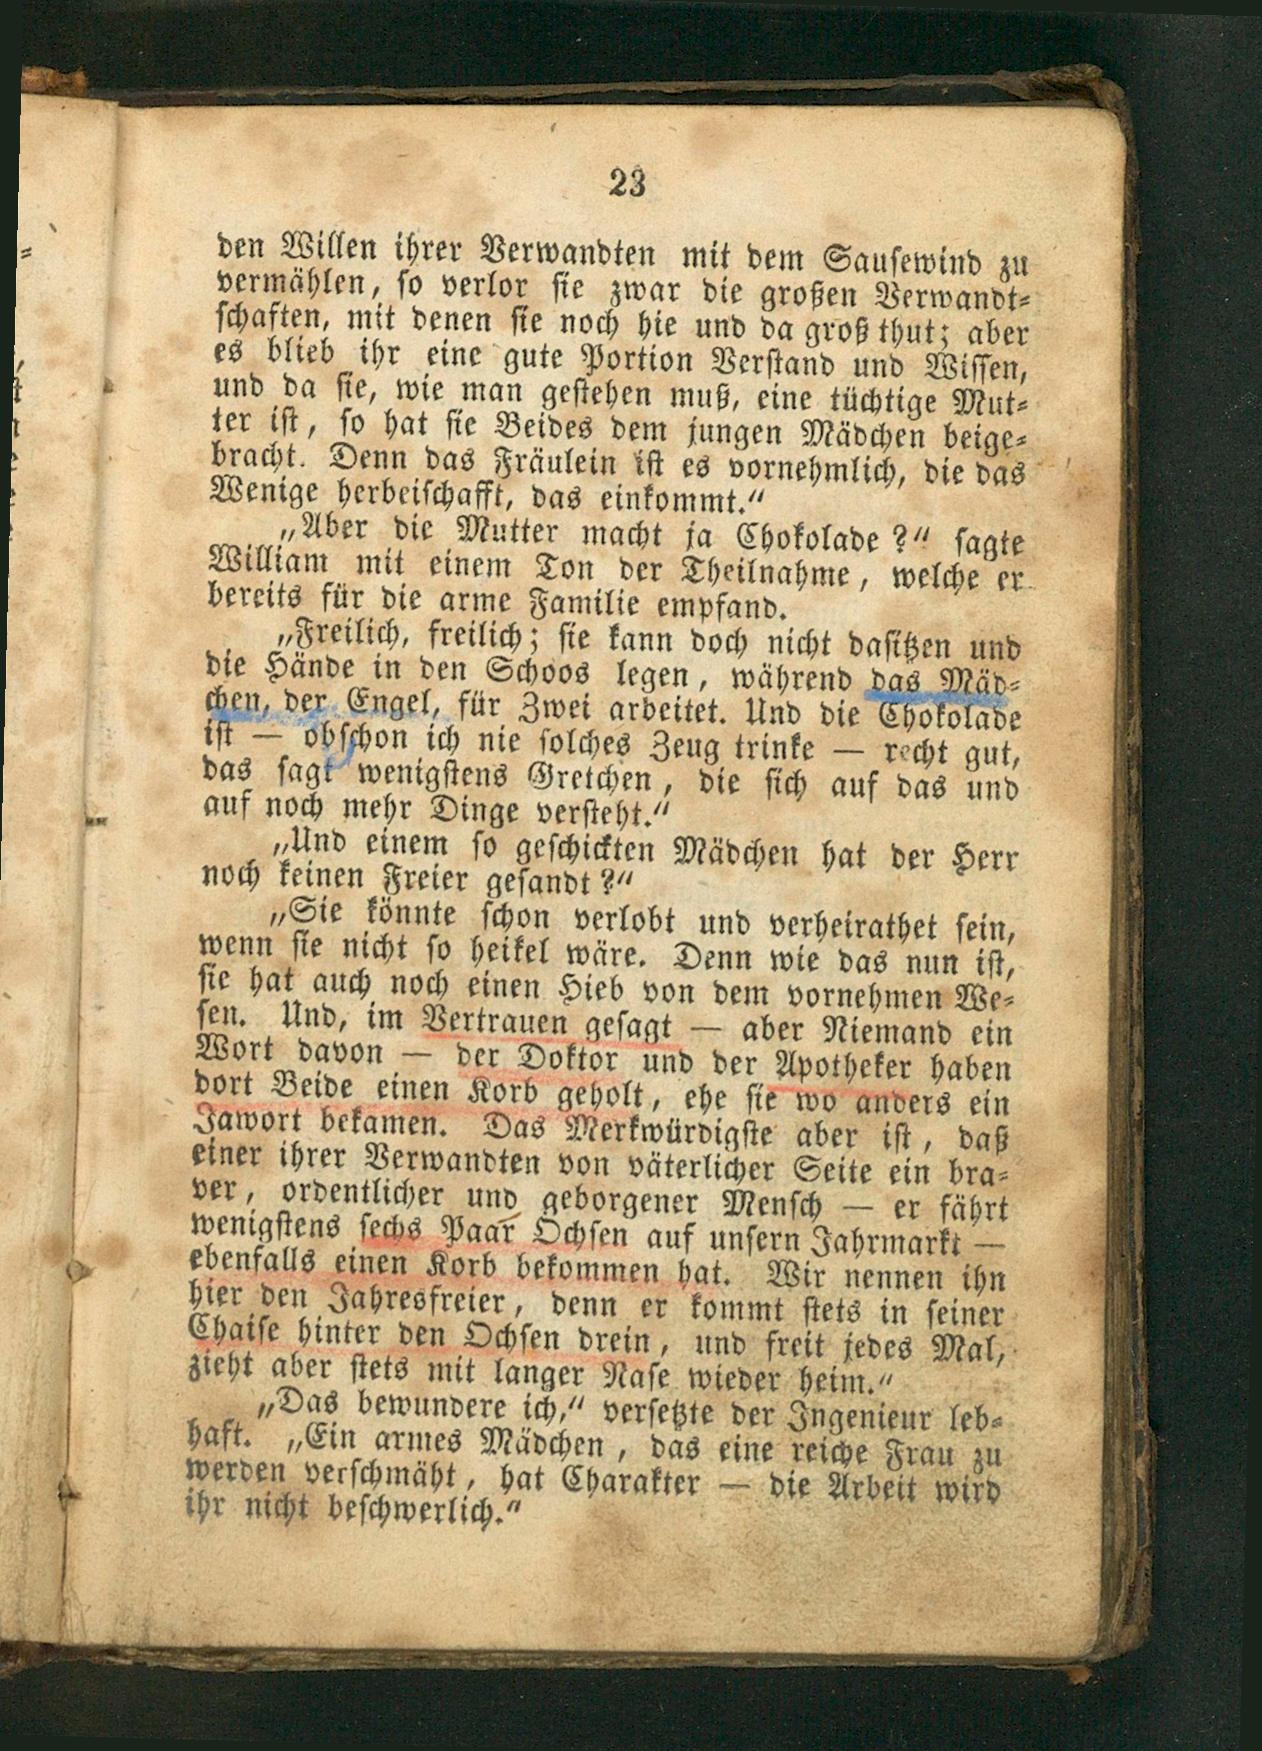 23
den Willen ihrer Verwandten mit dem Sausewind zu
vermählen, so verlor sie zwar die großen Verwandt-
schaften, mit denen sie noch hie und da groß thut; aber
es blieb ihr eine gute Portion Verstand und Wissen,
und da sie, wie man gestehen muß, eine tüchtige Mut-
ter ist, so hat sie Beides dem jungen Mädchen beige-
bracht. Denn das Fräulein ist es vornehmlich, die das
Wenige herbeischafft, das einkommt.“
„Aber die Mutter macht ja Chokolade?“ sagte
William mit einem Ton der Theilnahme, welche er
bereits für die arme Familie empfand.
„Freilich, freilich; sie kann doch nicht dasitzen und
die Hände in den Schoos legen, während das Mäd-
chen, der Engel, für Zwei arbeitet. Und die Chokolade
ist — obschon ich nie solches Zeug trinke — recht gut,
das sagt wenigstens Gretchen, die sich auf das und
auf noch mehr Dinge versteht.“
„Und einem so geschickten Mädchen hat der Herr
noch keinen Freier gesandt?“
„Sie könnte schon verlobt und verheirathet sein,
wenn sie nicht so heikel wäre. Denn wie das nun ist,
sie hat auch noch einen Hieb von dem vornehmen We-
sen. Und, im Vertrauen gesagt — aber Niemand ein
Wort davon — der Doktor und der Apotheker haben
dort Beide einen Korb geholt, ehe sie wo anders ein
Jawort bekamen. Das Merkwürdigste aber ist, daß
einer ihrer Verwandten von väterlicher Seite ein bra-
ver, ordentlicher und geborgener Mensch — er fährt
wenigstens sechs Paar Ochsen auf unsern Jahrmarkt —
ebenfalls einen Korb bekommen hat. Wir nennen ihn
hier den Jahresfreier, denn er kommt stets in seiner
Chaise hinter den Ochsen drein, und freit jedes Mal,
zieht aber stets mit langer Nase wieder heim.“
„Das bewundere ich,“ versetzte der Ingenieur leb-
haft. „Ein armes Mädchen, das eine reiche Frau zu
werden verschmäht, hat Charakter — die Arbeit wird
ihr nicht beschwerlich.“